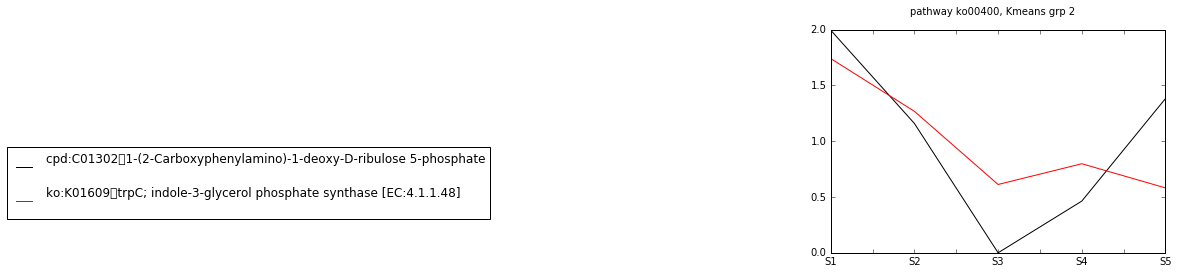 pathway ko00400, Kmeans grp 2
2.0
1.5
1.0
0.5
0.0
S1 S2 S3 S4 S5
cpd:C01302▯1-(2-Carboxyphenylamino)-1-deoxy-D-ribulose 5-phosphate
ko:K01609▯trpC; indole-3-glycerol phosphate synthase [EC:4.1.1.48]